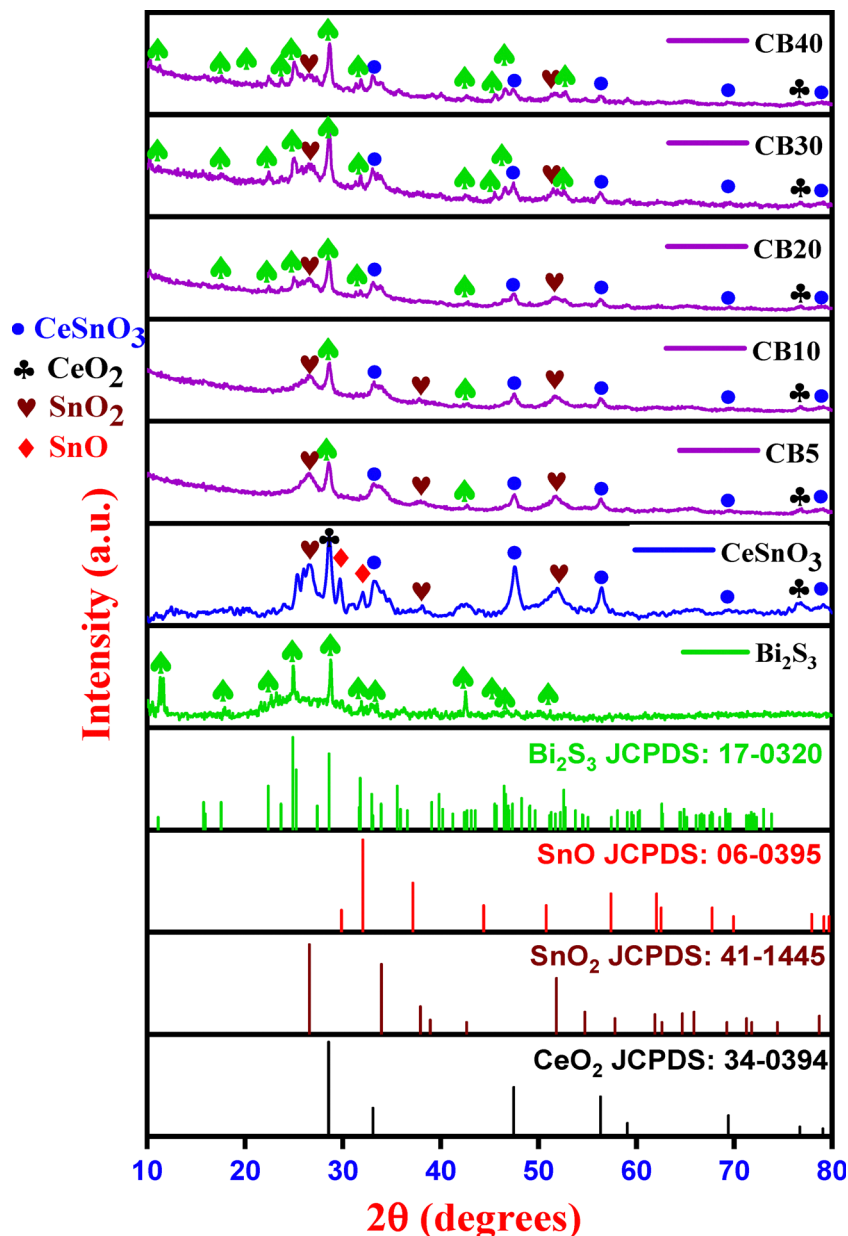 CB40
CB30
CB20
CB10
CB5
CeSnO₃
Bi₂S₃
Bi₂S₃ JCPDS: 17-0320
SnO JCPDS: 06-0395
SnO₂ JCPDS: 41-1445
CeO₂ JCPDS: 34-0394
CeSnO₃
CeO₂
SnO₂
SnO
Intensity (a.u.)
10 20 30 40 50 60 70 80
2θ (degrees)